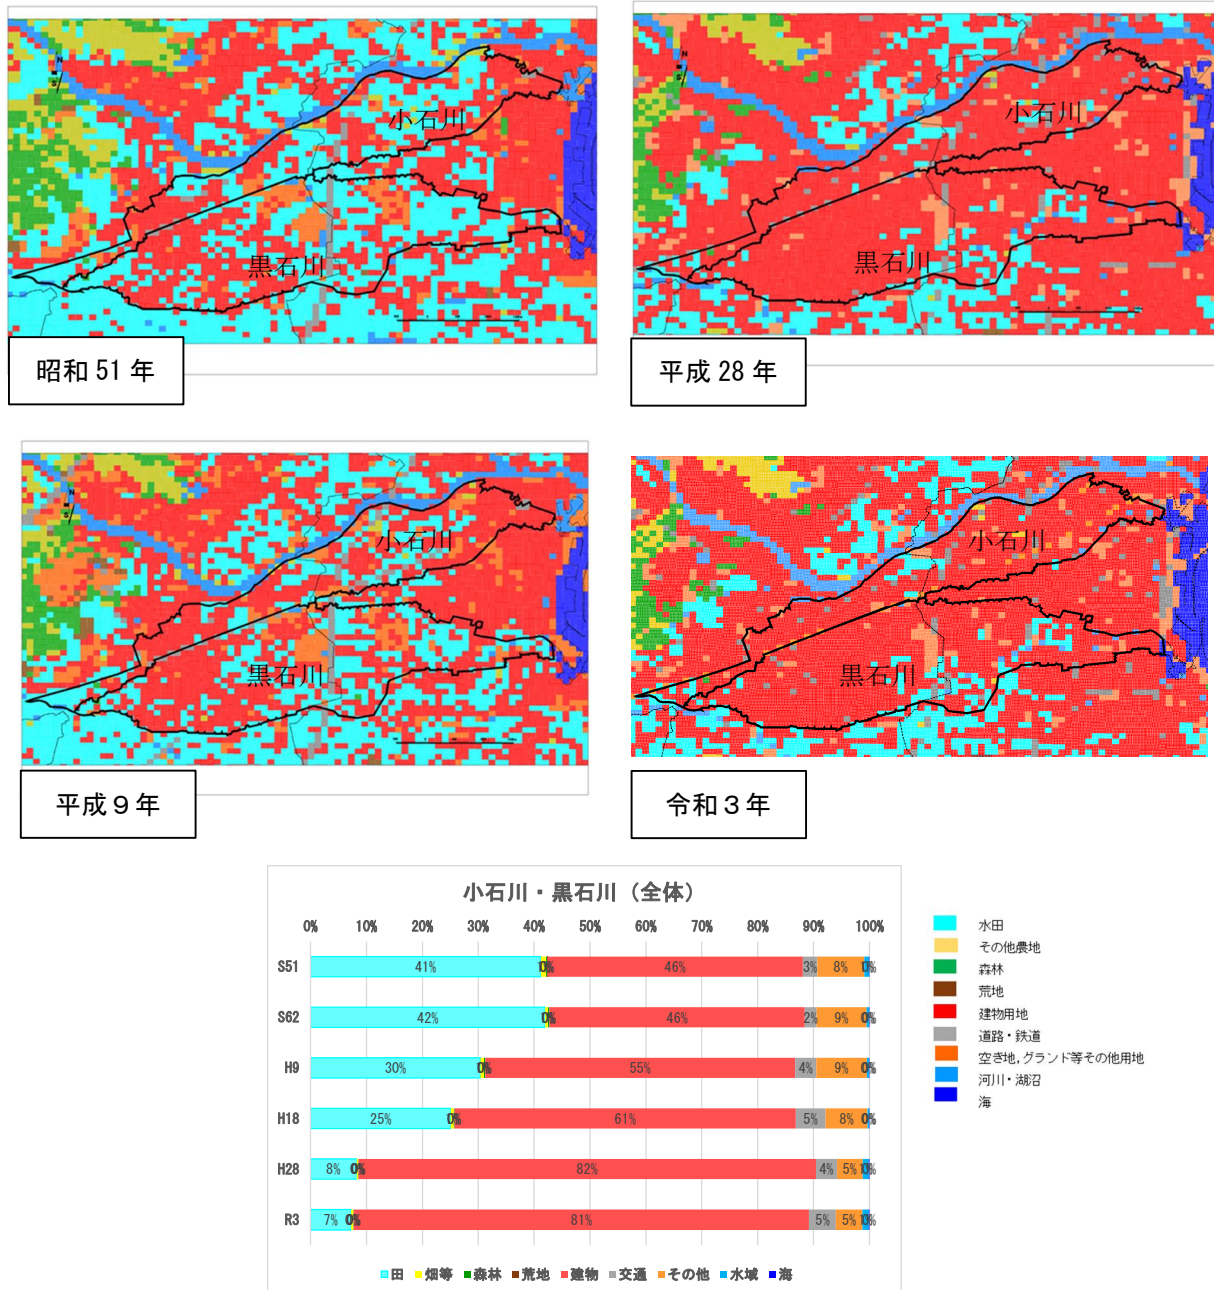 小石川
黒石川
昭和 51 年
小石川
黒石川
平成 28 年
小石川
黒石川
平成９年
小石川
黒石川
令和３年
小石川・黒石川（全体）
0% 10% 20% 30% 40% 50% 60% 70% 80% 90% 100%
S51 41% 46% 3% 8%
S62 42% 0% 46% 2% 9% 0%
H9 30% 0% 55% 4% 9% 0%
H18 25% 0% 61% 5% 8% 0%
H28 8% 0% 82% 4% 5%
R3 7% 0% 81% 5% 5%
田 畑等 森林 荒地 建物 交通 その他 水域 海
水田
その他農地
森林
荒地
建物用地
道路・鉄道
空き地，グランド等その他用地
河川・湖沼
海